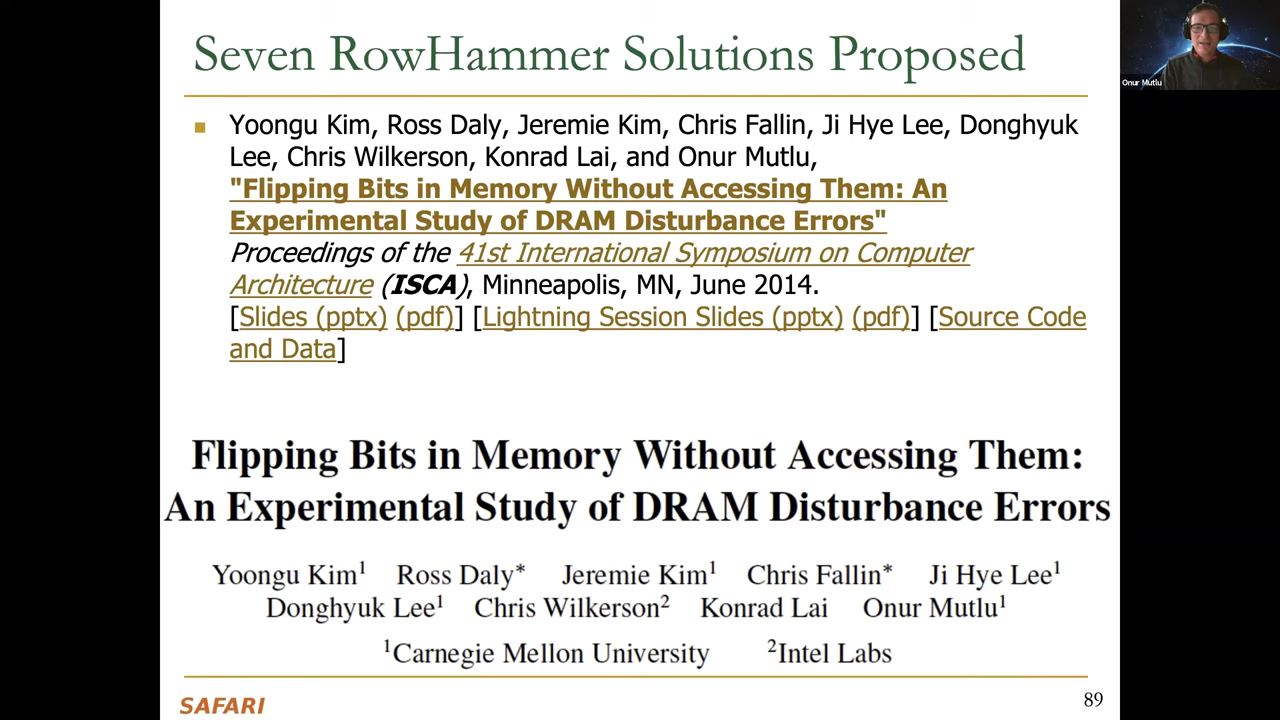 Seven RowHammer Solutions Proposed
Onur Mutlu
Yoongu Kim, Ross Daly, Jeremie Kim, Chris Fallin, Ji Hye Lee, Donghyuk
Lee, Chris Wilkerson, Konrad Lai, and Onur Mutlu,
"Flipping Bits in Memory Without Accessing Them: An
Experimental Study of DRAM Disturbance Errors"
Proceedings of the 41st International Symposium on Computer
Architecture (ISCA), Minneapolis, MN, June 2014.
[Slides (pptx) (pdf)] [Lightning Session Slides (pptx) (pdf)] [Source Code
and Data]
Flipping Bits in Memory Without Accessing Them:
An Experimental Study of DRAM Disturbance Errors
Yoongu Kim¹ Ross Daly* Jeremie Kim¹ Chris Fallin* Ji Hye Lee¹
Donghyuk Lee¹ Chris Wilkerson² Konrad Lai Onur Mutlu¹
¹Carnegie Mellon University ²Intel Labs
SAFARI
89